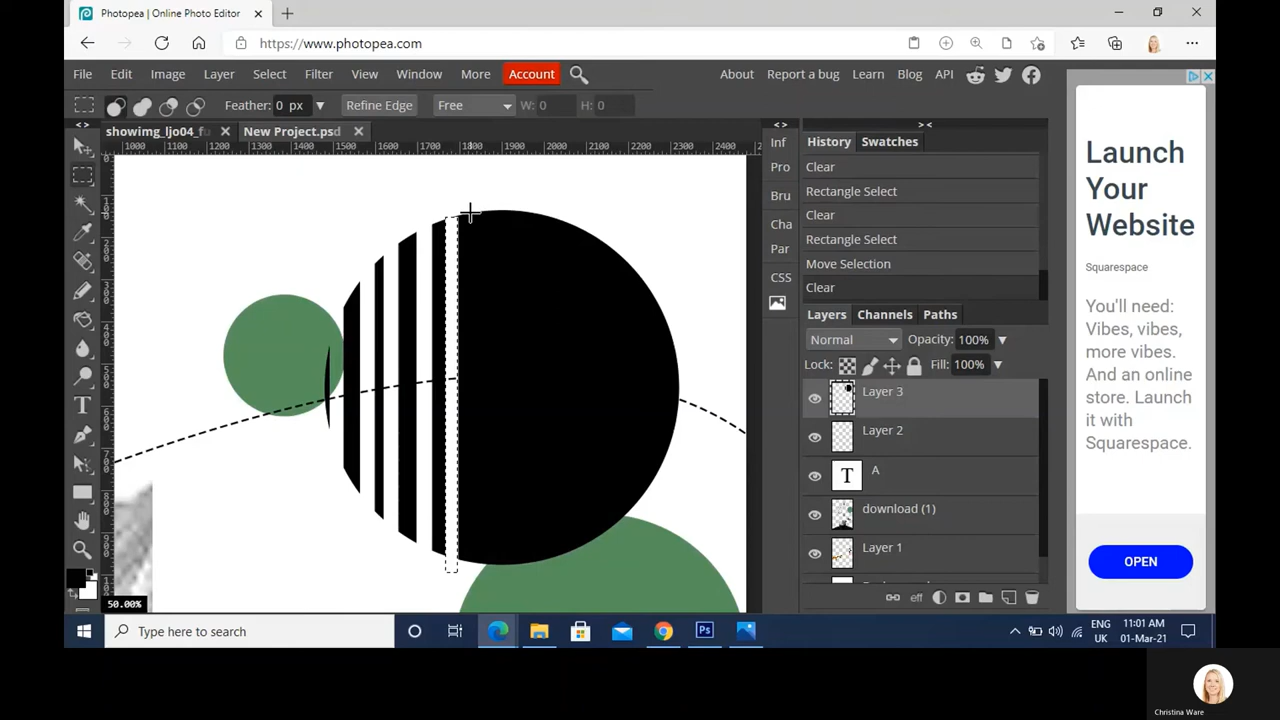 Photopea | Online Photo Editor
https://www.photopea.com
File Edit Image Layer Select Filter View Window More Account About Report a bug Learn Blog API
Feather: 0 px Refine Edge Free W: 0 H: 0
showimg_ljo04_fu New Project.psd
1000 1100 1200 1300 1400 1500 1600 1700 1800 1900 2000 2100 2200 2300 2400
Inf
Pro
Bru
Cha
Par
CSS
History Swatches
Clear
Rectangle Select
Clear
Rectangle Select
Move Selection
Clear
Layers Channels Paths
Normal Opacity: 100%
Lock: Fill: 100%
Layer 3
Layer 2
T A
download (1)
Layer 1
eff
50.00%
Launch
Your
Website
Squarespace
You'll need:
Vibes, vibes,
more vibes.
And an online
store. Launch
it with
Squarespace.
OPEN
Type here to search
Ps
ENG
UK
11:01 AM
01-Mar-21
Christina Ware